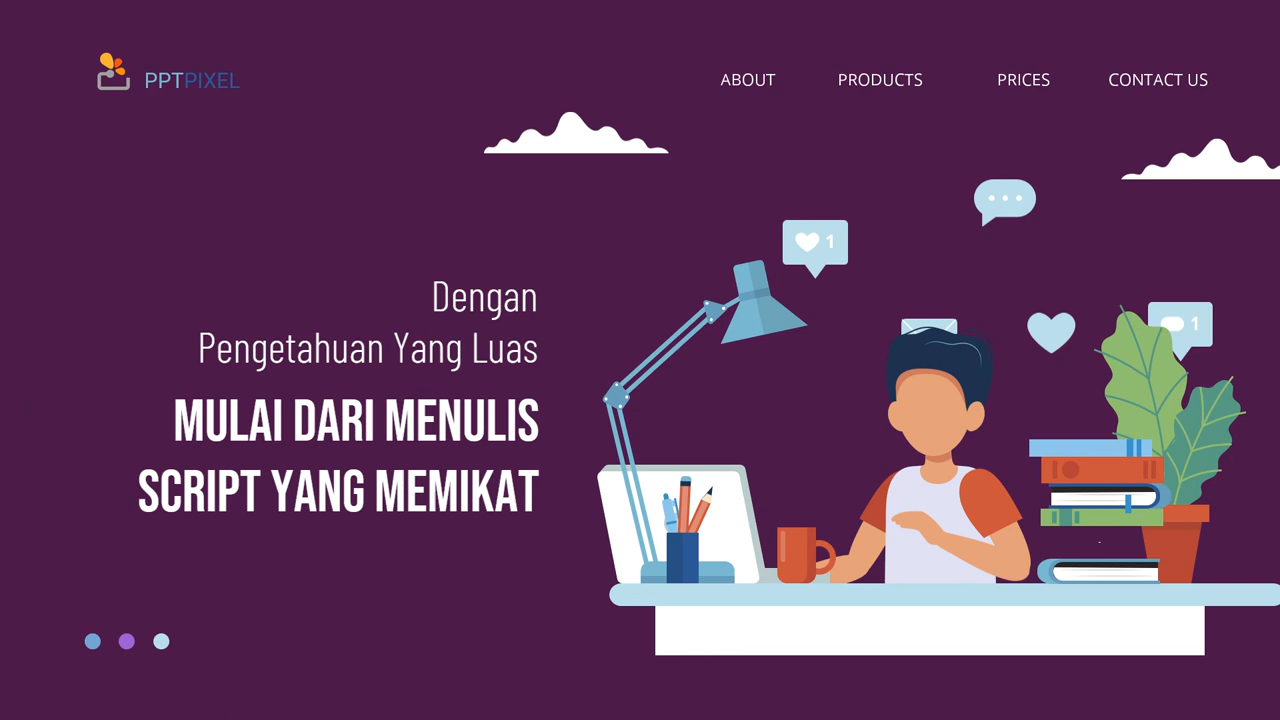 PPTPIXEL
ABOUT PRODUCTS PRICES CONTACT US
1
Dengan
Pengetahuan Yang Luas
1
MULAI DARI MENULIS
SCRIPT YANG MEMIKAT